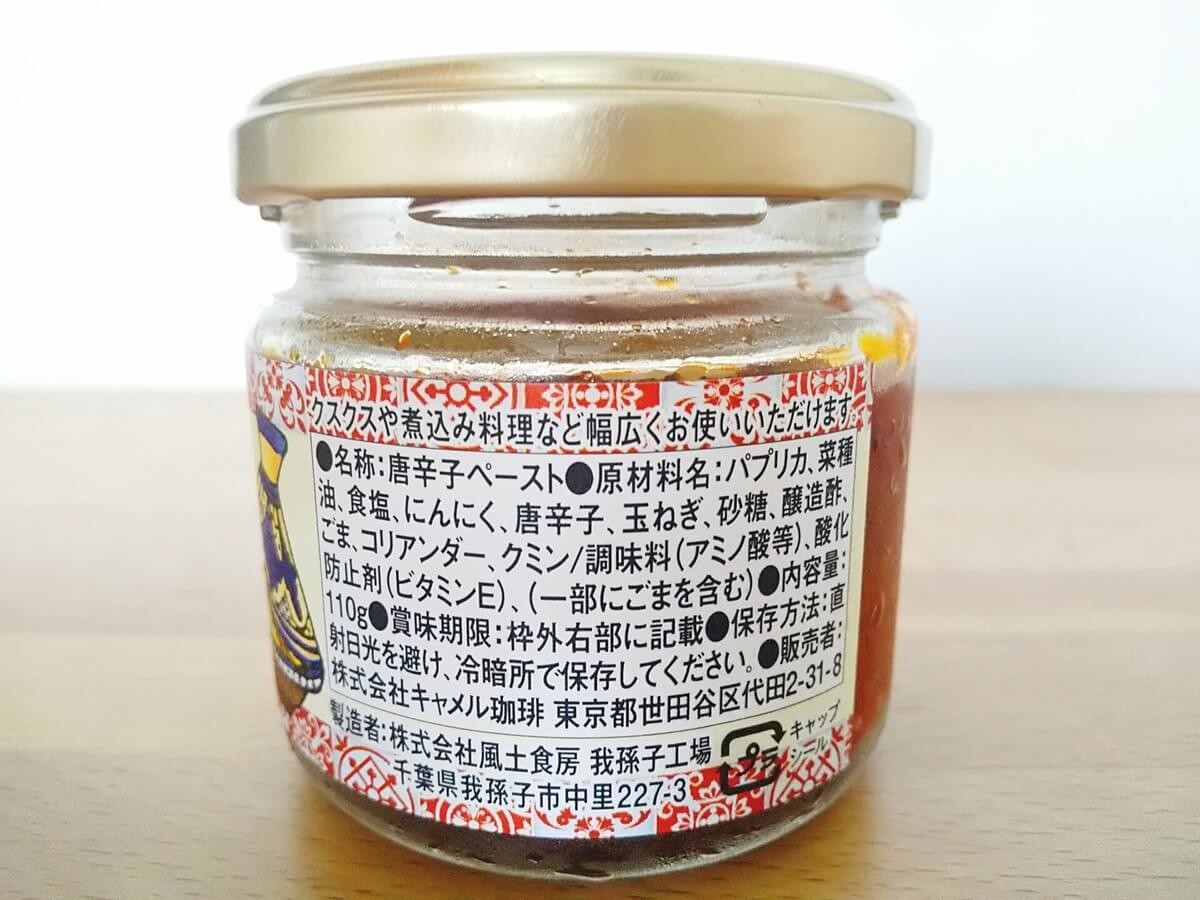 クスクスや煮込み料理など幅広くお使いいただけます。
●名称：唐辛子ペースト●原材料名：パプリカ、菜種
油、食塩、にんにく、唐辛子、玉ねぎ、砂糖、醸造酢、
ごま、コリアンダー、クミン/調味料（アミノ酸等）、酸化
防止剤（ビタミンE）、（一部にごまを含む）●内容量：
110g●賞味期限：枠外右部に記載●保存方法：直
射日光を避け、冷暗所で保存してください。●販売者：
株式会社キャメル珈琲 東京都世田谷区代田2-31-8
製造者：株式会社風土食房 我孫子工場
千葉県我孫子市中里227-3
プラ
キャップ
シール